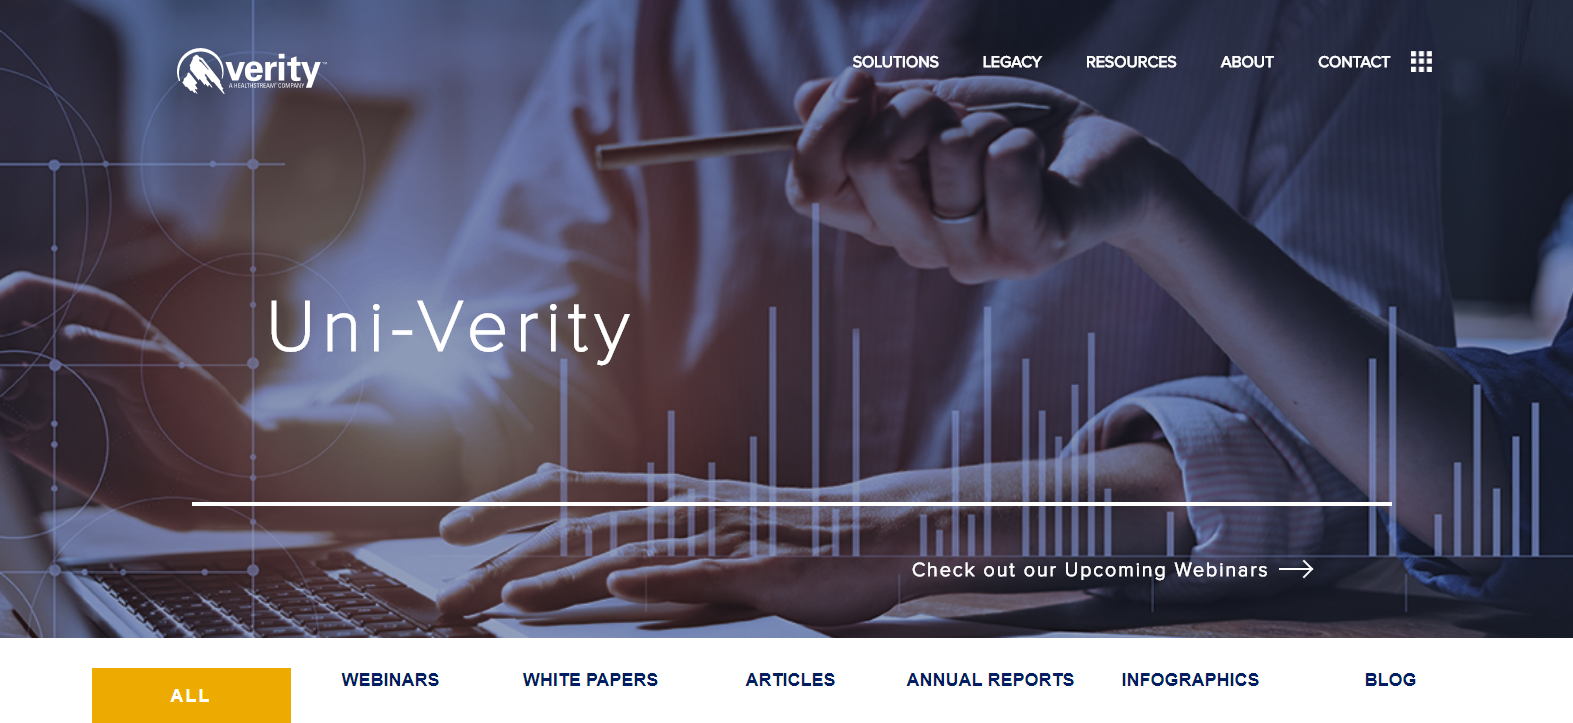 verity™
A HEALTHSTREAM® COMPANY
SOLUTIONS LEGACY RESOURCES ABOUT CONTACT
Uni-Verity
Check out our Upcoming Webinars
ALL WEBINARS WHITE PAPERS ARTICLES ANNUAL REPORTS INFOGRAPHICS BLOG